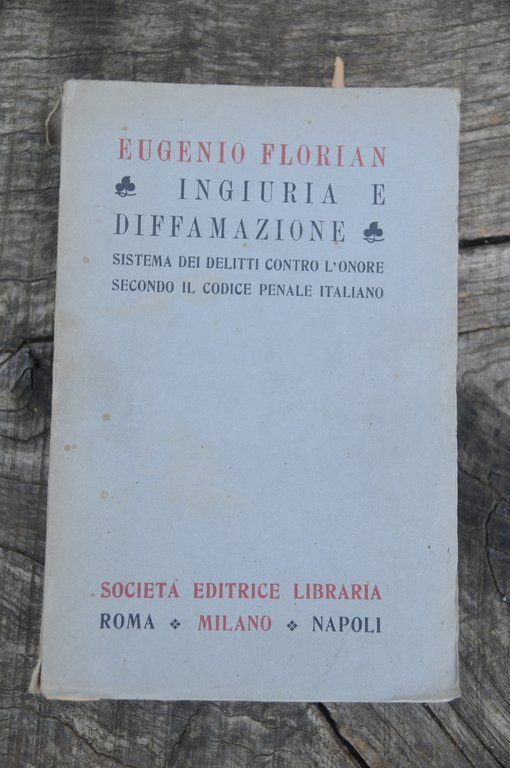 EUGENIO FLORIAN
INGIURIA E
DIFFAMAZIONE
SISTEMA DEI DELITTI CONTRO L'ONORE
SECONDO IL CODICE PENALE ITALIANO
SOCIETÀ EDITRICE LIBRARIA
ROMA ❖ MILANO ❖ NAPOLI